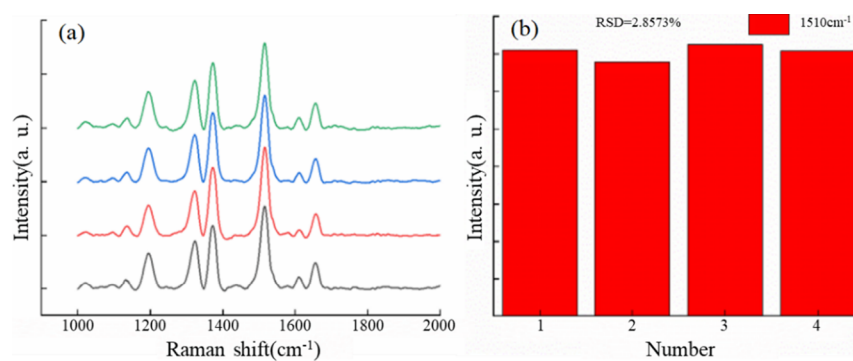 (a)
Intensity(a. u.)
1000 1200 1400 1600 1800 2000
Raman shift(cm-1)
(b)
RSD=2.8573%
1510cm-1
Intensity(a. u.)
1 2 3 4
Number